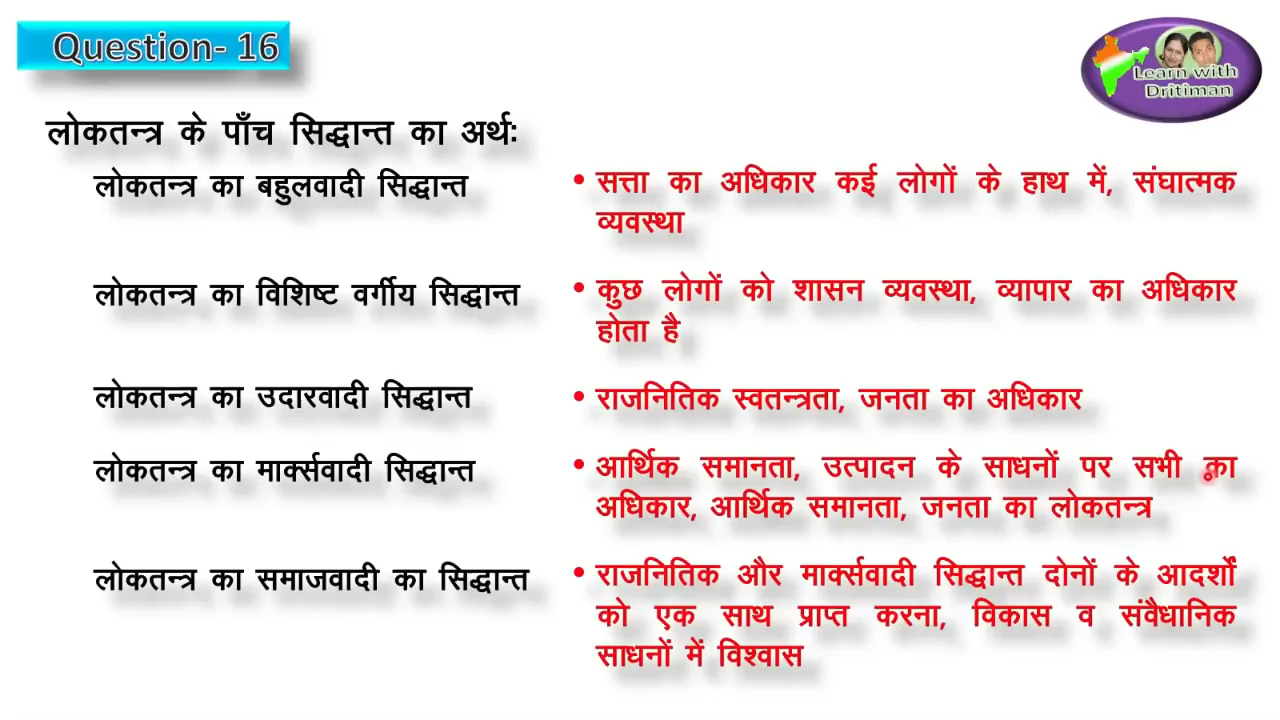 Question- 16
Learn with
Dritiman
लोकतन्त्र के पाँच सिद्धान्त का अर्थः
लोकतन्त्र का बहुलवादी सिद्धान्त
• सत्ता का अधिकार कई लोगों के हाथ में, संघात्मक
व्यवस्था
लोकतन्त्र का विशिष्ट वर्गीय सिद्धान्त
• कुछ लोगों को शासन व्यवस्था, व्यापार का अधिकार
होता है
लोकतन्त्र का उदारवादी सिद्धान्त
• राजनितिक स्वतन्त्रता, जनता का अधिकार
लोकतन्त्र का मार्क्सवादी सिद्धान्त
• आर्थिक समानता, उत्पादन के साधनों पर सभी का
अधिकार, आर्थिक समानता, जनता का लोकतन्त्र
लोकतन्त्र का समाजवादी का सिद्धान्त
• राजनितिक और मार्क्सवादी सिद्धान्त दोनों के आदर्शों
को एक साथ प्राप्त करना, विकास व संवैधानिक
साधनों में विश्वास